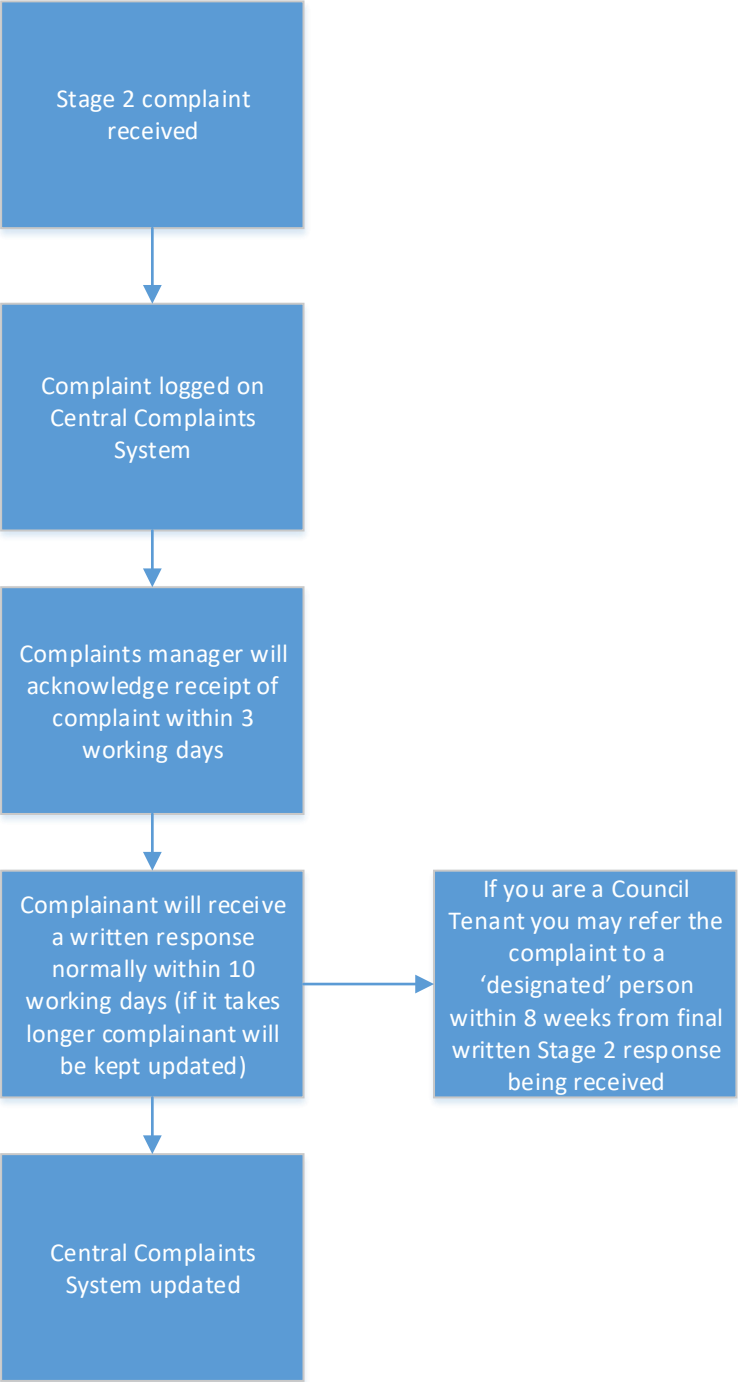 Stage 2 complaint
received
Complaint logged on
Central Complaints
System
Complaints manager will
acknowledge receipt of
complaint within 3
working days
Complainant will receive
a written response
normally within 10
working days (if it takes
longer complainant will
be kept updated)
If you are a Council
Tenant you may refer the
complaint to a
‘designated’ person
within 8 weeks from final
written Stage 2 response
being received
Central Complaints
System updated